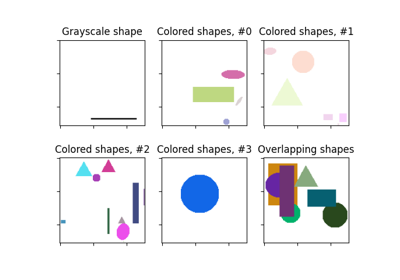 Grayscale shape
Colored shapes, #0
Colored shapes, #1
Colored shapes, #2
Colored shapes, #3
Overlapping shapes